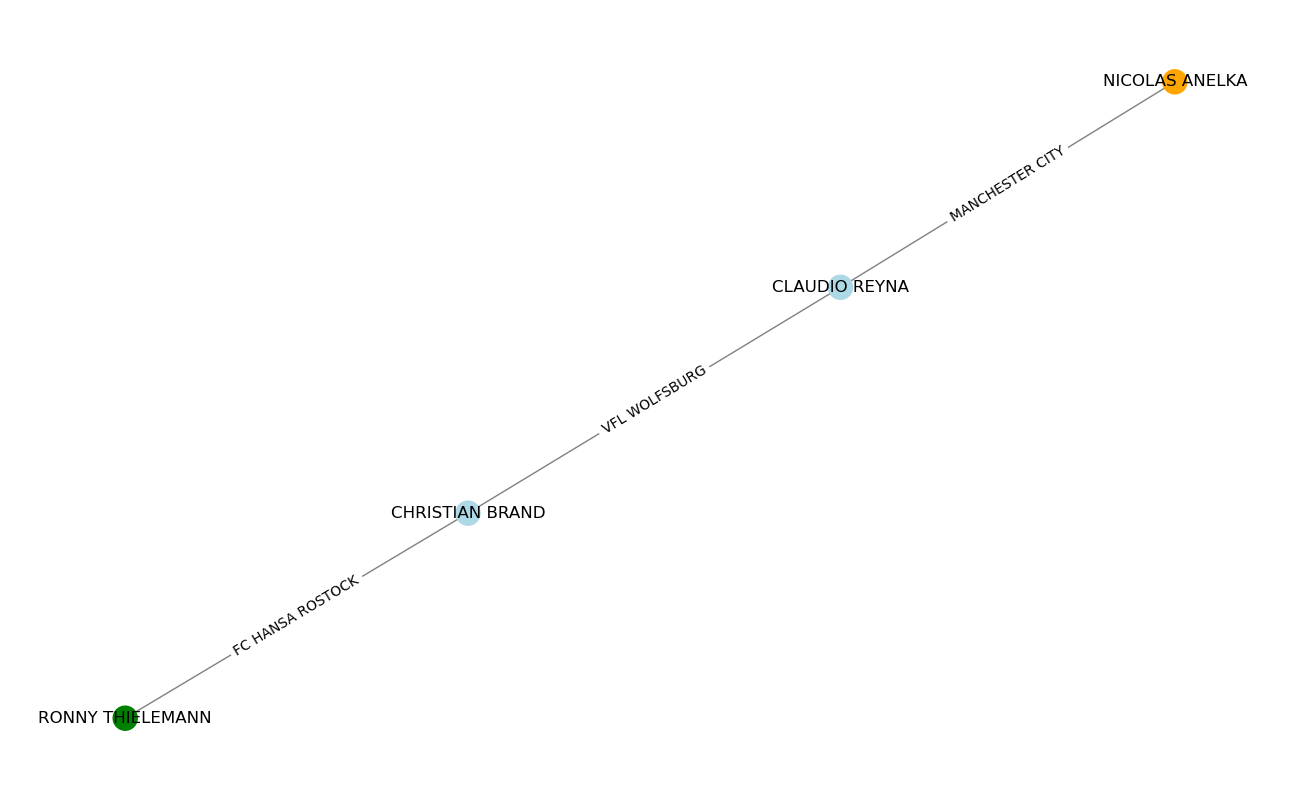 NICOLAS ANELKA
MANCHESTER CITY
CLAUDIO REYNA
VFL WOLFSBURG
CHRISTIAN BRAND
FC HANSA ROSTOCK
RONNY THIELEMANN